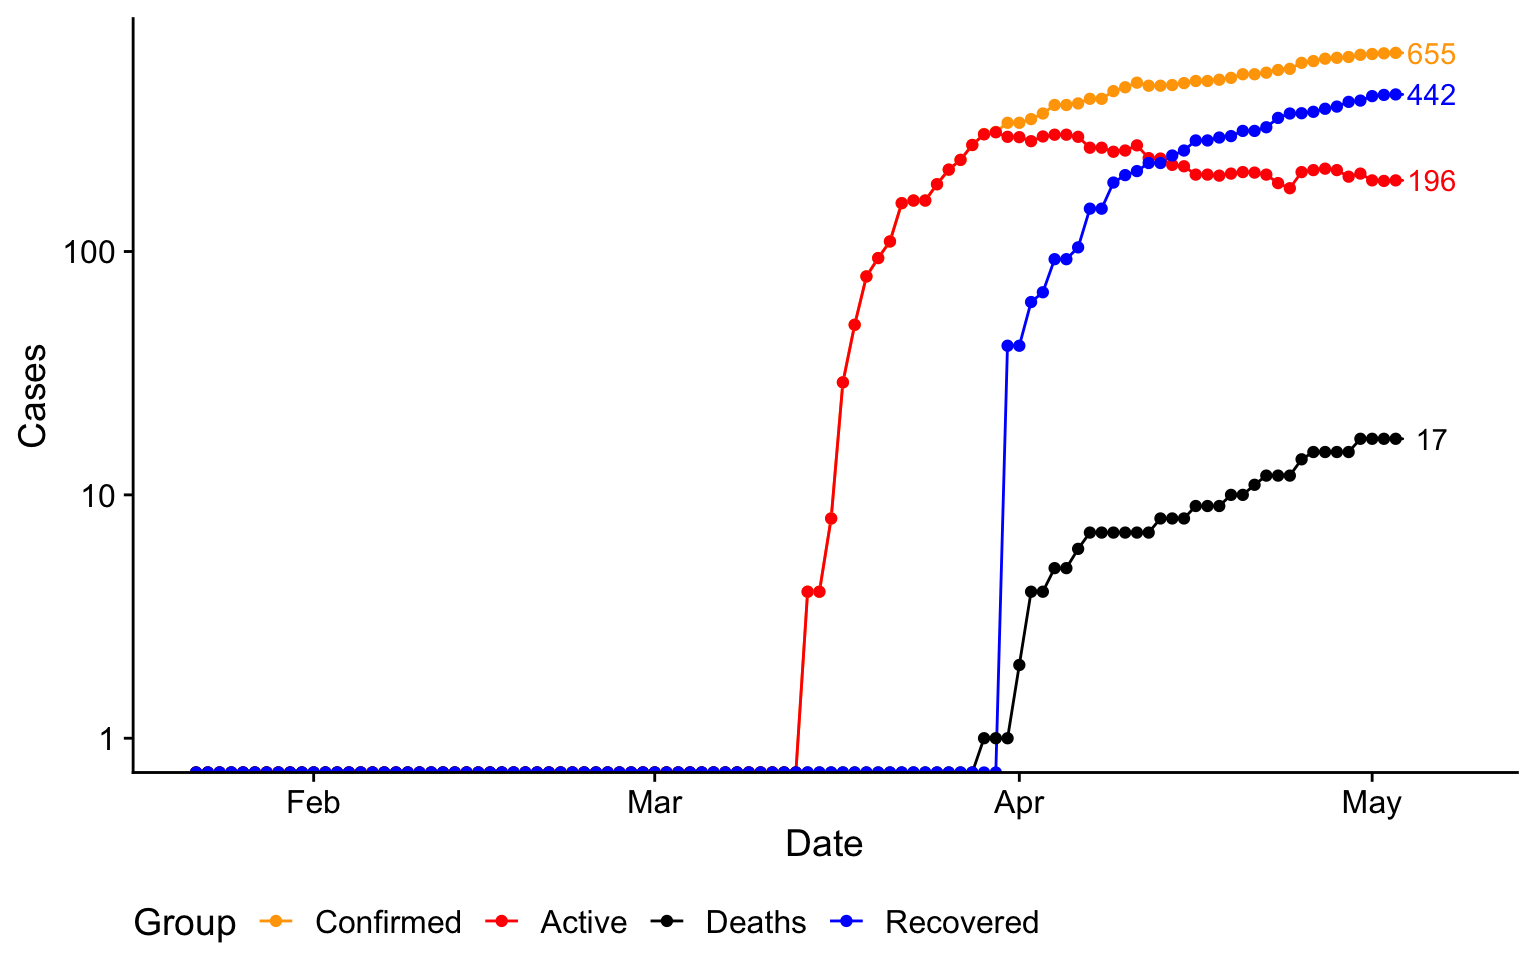 655
442
196
100
Cases
10
17
1
Feb Mar Apr May
Date
Group Confirmed Active Deaths Recovered